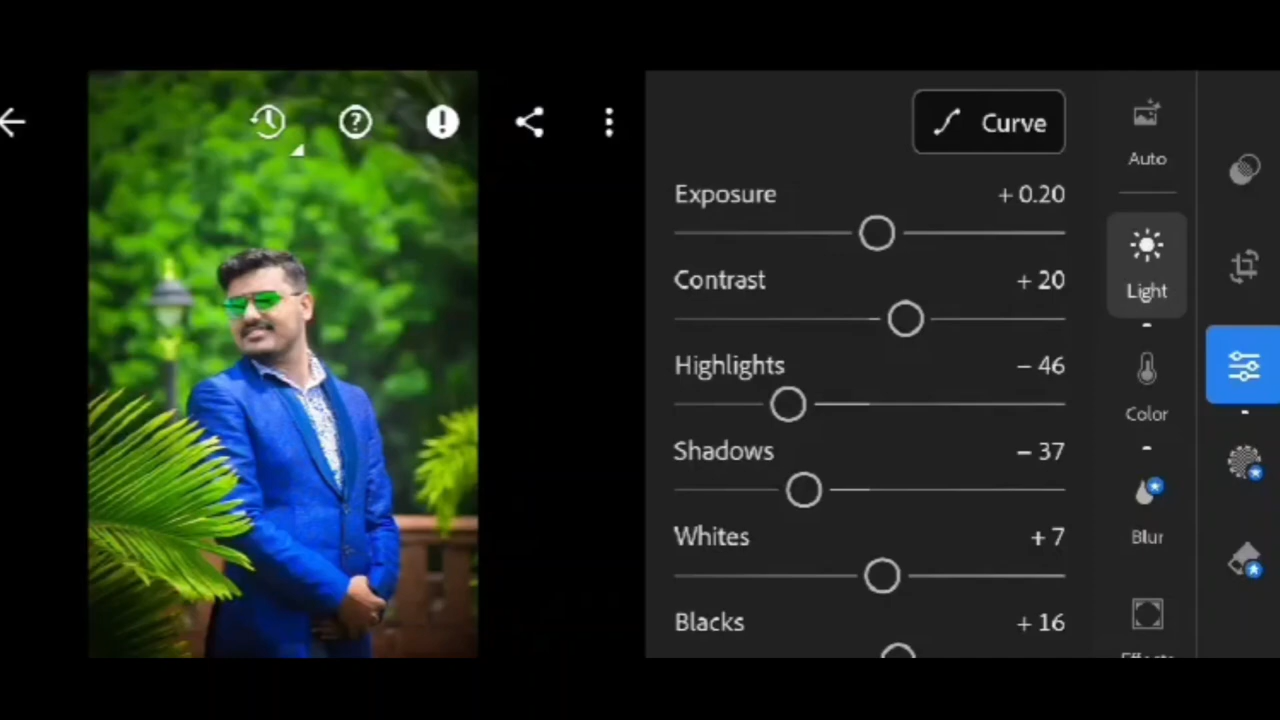 Curve
Exposure + 0.20
Contrast + 20
Highlights − 46
Shadows − 37
Whites + 7
Blacks + 16
Auto
Light
Color
Blur